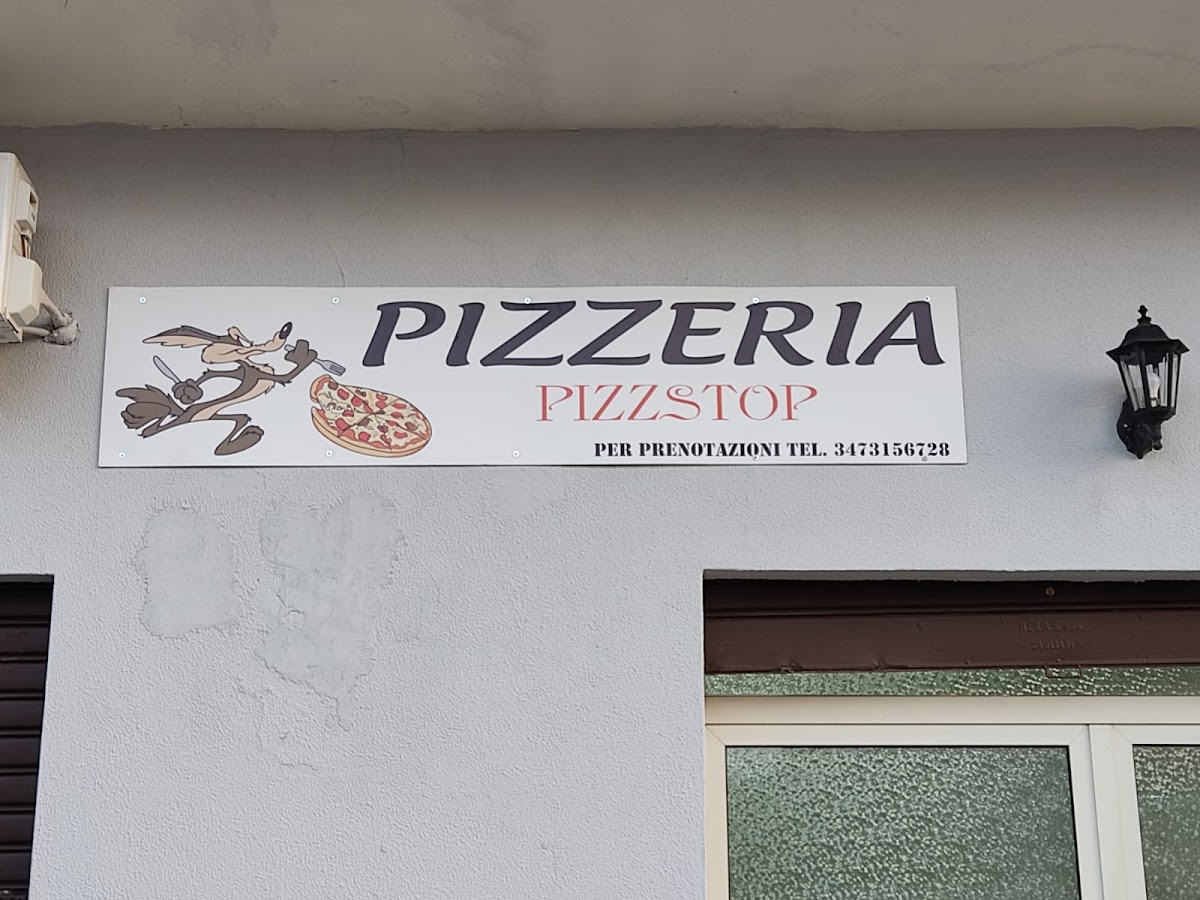 PIZZERIA
PIZZSTOP
PER PRENOTAZIONI TEL. 3473156728